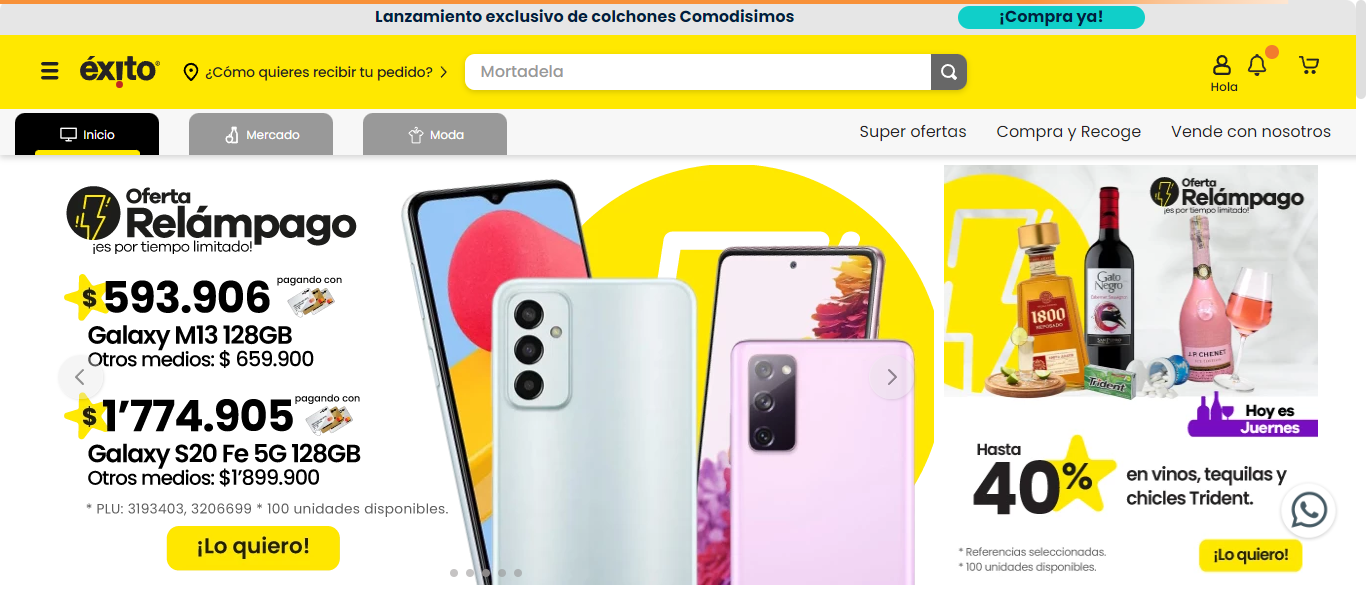 Lanzamiento exclusivo de colchones Comodisimos
¡Compra ya!
éxito
¿Cómo quieres recibir tu pedido?
Mortadela
Hola
Inicio
Mercado
Moda
Super ofertas
Compra y Recoge
Vende con nosotros
Oferta
Relámpago
¡es por tiempo limitado!
$593.906
pagando con
Galaxy M13 128GB
Otros medios: $ 659.900
$1'774.905
pagando con
Galaxy S20 Fe 5G 128GB
Otros medios: $1'899.900
* PLU: 3193403, 3206699 * 100 unidades disponibles.
¡Lo quiero!
Oferta
Relámpago
¡es por tiempo limitado!
1800
REPOSADO
Gato
Negro
Cabernet Sauvignon
J.P. CHENET
Trident
Hoy es
Juernes
Hasta
40%
en vinos, tequilas y
chicles Trident.
* Referencias seleccionadas.
* 100 unidades disponibles.
¡Lo quiero!